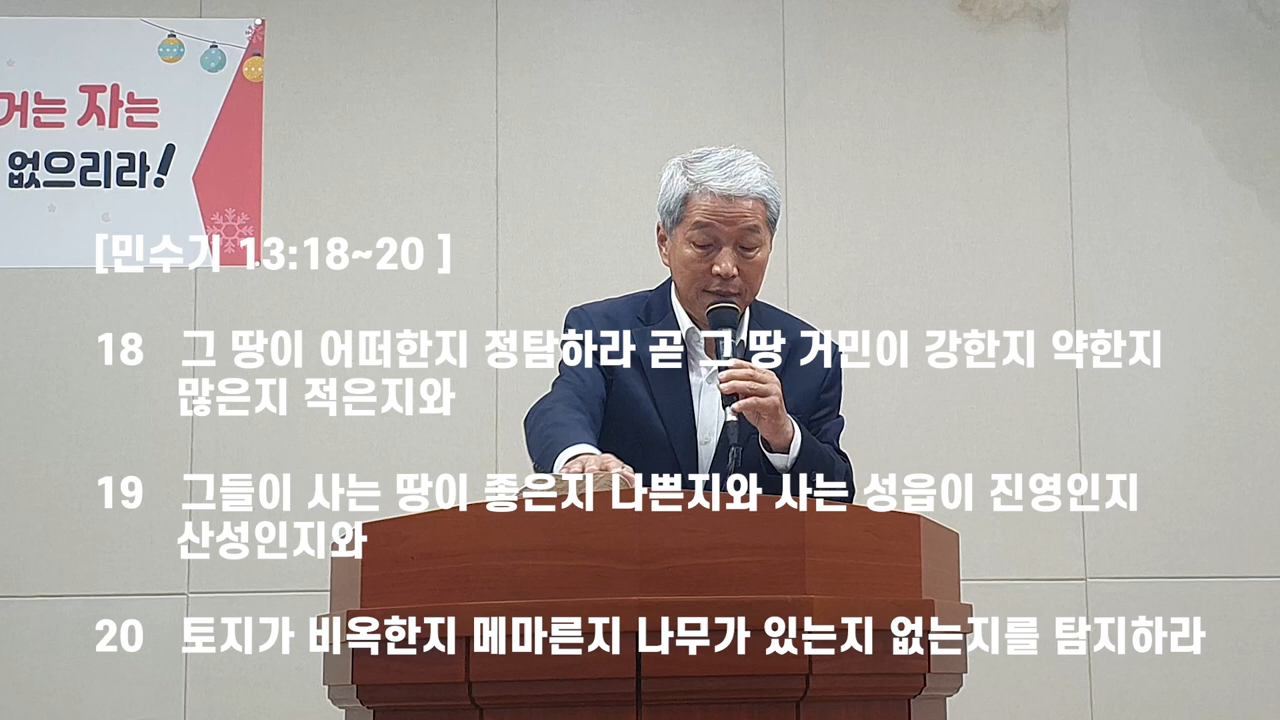 거는 자는
없으리라!
[민수기 13:18~20 ]
18 그 땅이 어떠한지 정탐하라 곧 그 땅 거민이 강한지 약한지
많은지 적은지와
19 그들이 사는 땅이 좋은지 나쁜지와 사는 성읍이 진영인지
산성인지와
20 토지가 비옥한지 메마른지 나무가 있는지 없는지를 탐지하라